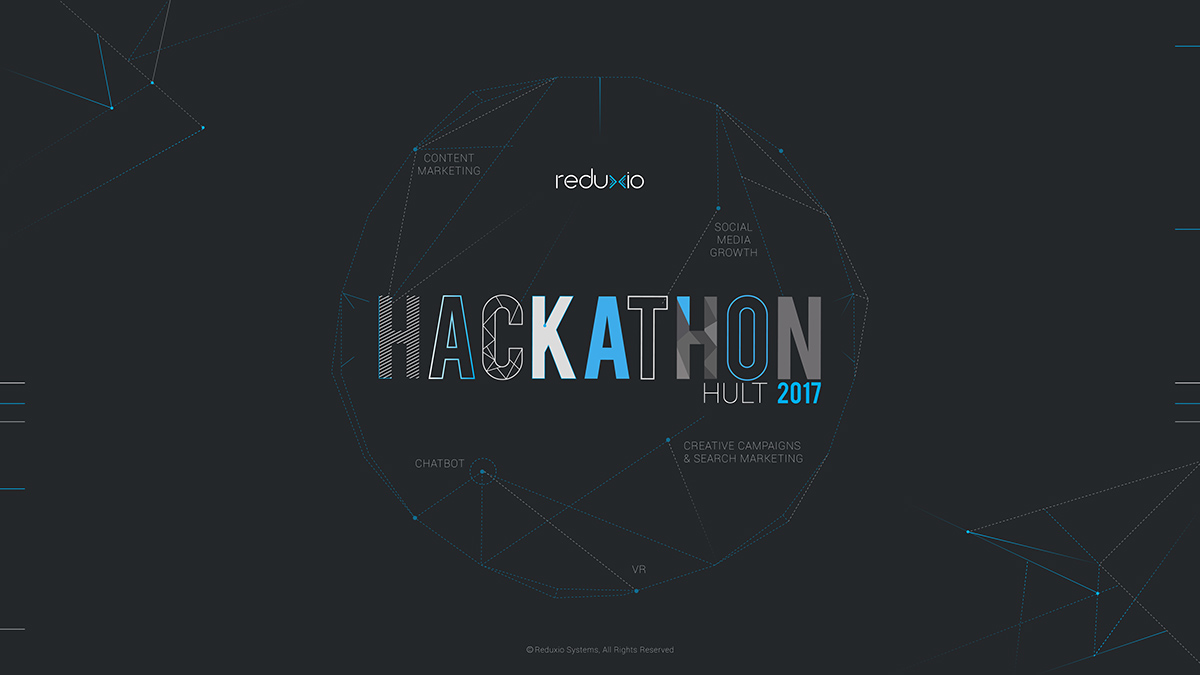 CONTENT
MARKETING
reduxio
SOCIAL
MEDIA
GROWTH
HACKATHON
HULT 2017
CREATIVE CAMPAIGNS
& SEARCH MARKETING
CHATBOT
VR
© Reduxio Systems, All Rights Reserved